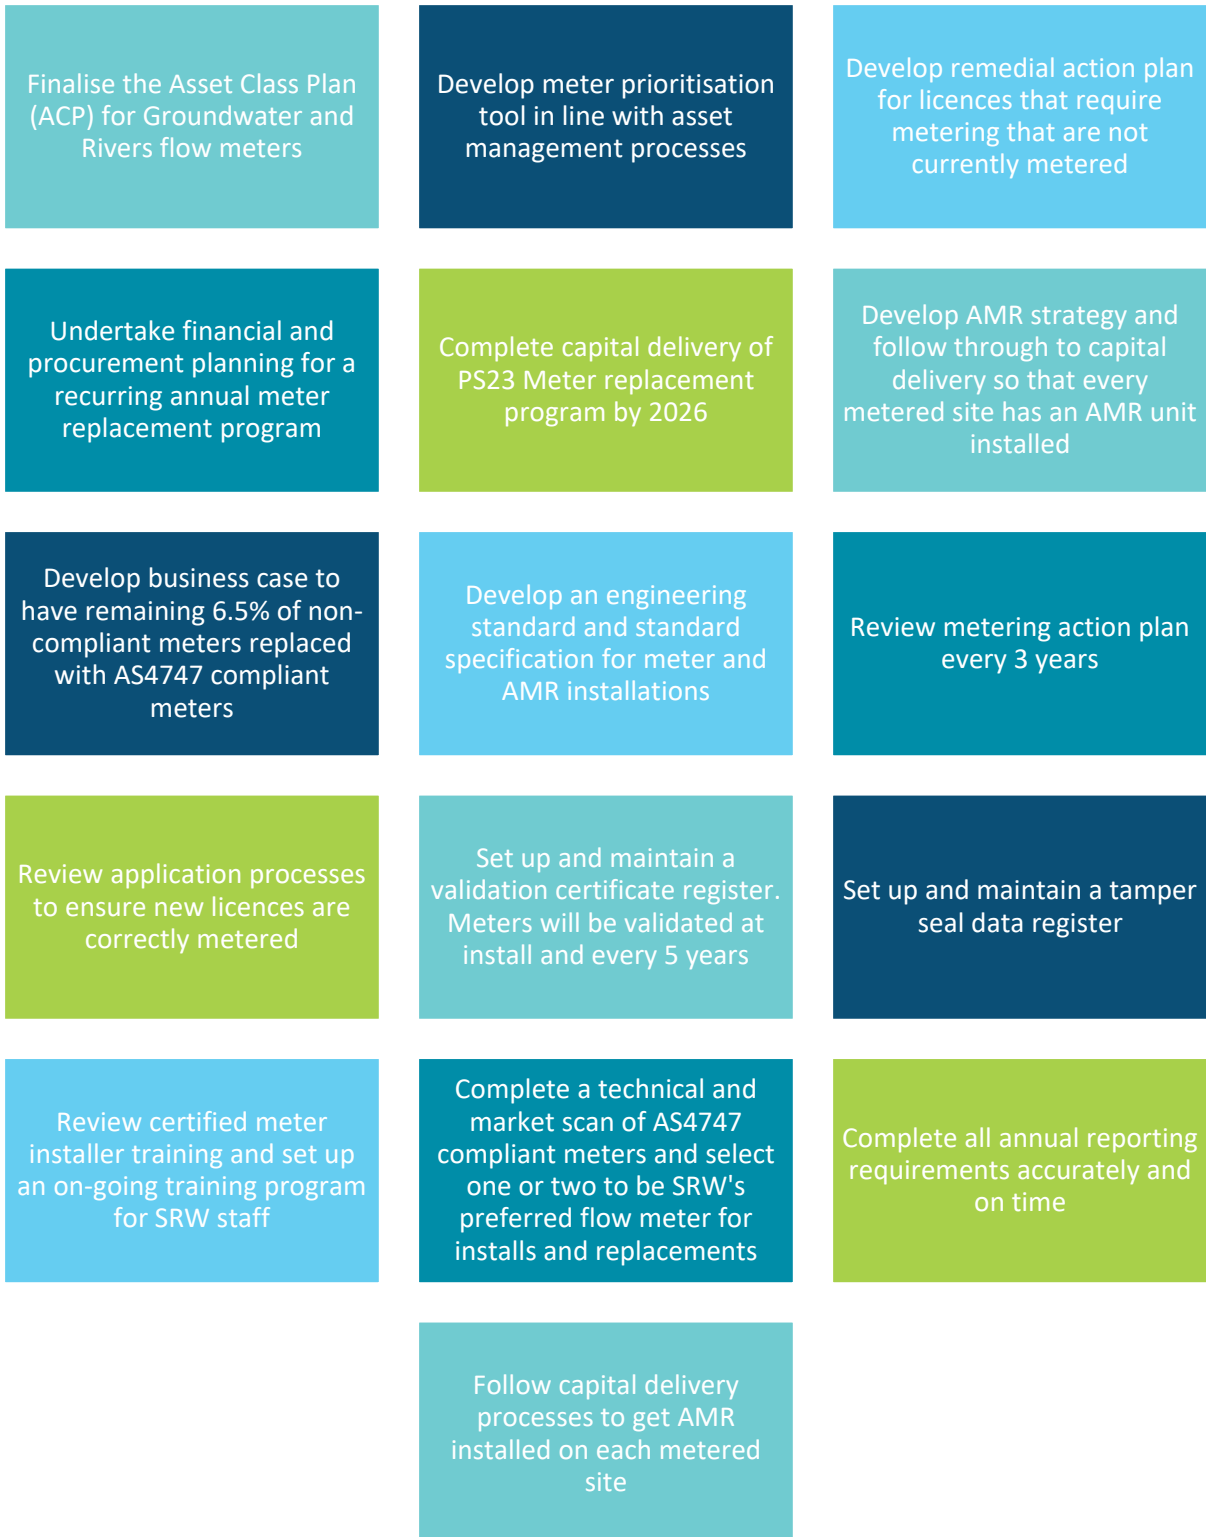 Finalise the Asset Class Plan
(ACP) for Groundwater and
Rivers flow meters
Develop meter prioritisation
tool in line with asset
management processes
Develop remedial action plan
for licences that require
metering that are not
currently metered
Undertake financial and
procurement planning for a
recurring annual meter
replacement program
Complete capital delivery of
PS23 Meter replacement
program by 2026
Develop AMR strategy and
follow through to capital
delivery so that every
metered site has an AMR unit
installed
Develop business case to
have remaining 6.5% of non-
compliant meters replaced
with AS4747 compliant
meters
Develop an engineering
standard and standard
specification for meter and
AMR installations
Review metering action plan
every 3 years
Review application processes
to ensure new licences are
correctly metered
Set up and maintain a
validation certificate register.
Meters will be validated at
install and every 5 years
Set up and maintain a tamper
seal data register
Review certified meter
installer training and set up
an on-going training program
for SRW staff
Complete a technical and
market scan of AS4747
compliant meters and select
one or two to be SRW's
preferred flow meter for
installs and replacements
Complete all annual reporting
requirements accurately and
on time
Follow capital delivery
processes to get AMR
installed on each metered
site